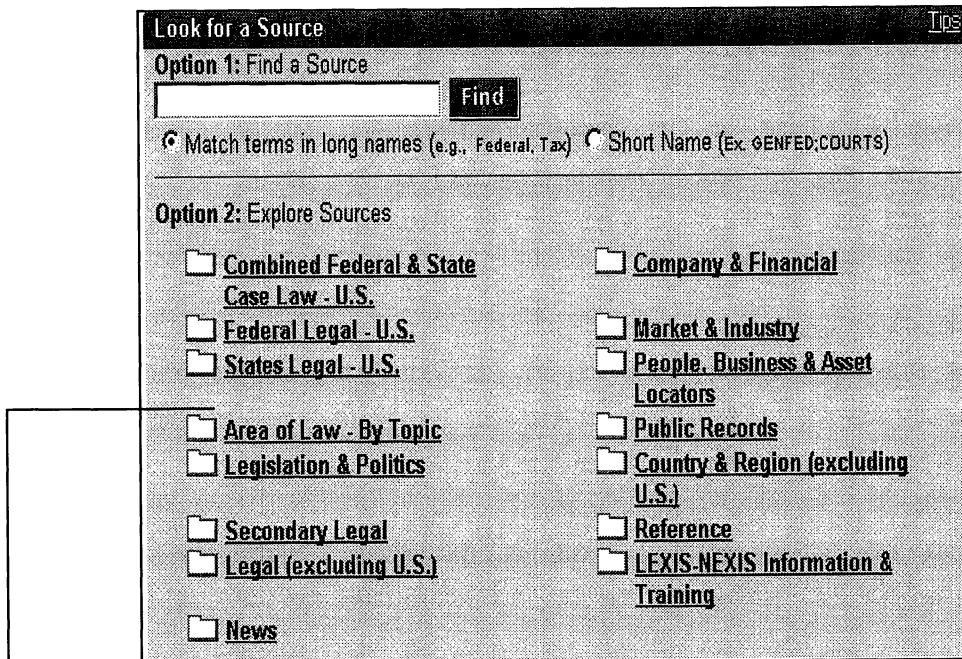 Look for a Source Tips
Option 1: Find a Source
Find
Match terms in long names (e.g., Federal, Tax) Short Name (Ex. GENFED;COURTS)
Option 2: Explore Sources
Combined Federal & State
Case Law - U.S.
Federal Legal - U.S.
States Legal - U.S.
Area of Law - By Topic
Legislation & Politics
Secondary Legal
Legal (excluding U.S.)
News
Company & Financial
Market & Industry
People, Business & Asset
Locators
Public Records
Country & Region (excluding
U.S.)
Reference
LEXIS-NEXIS Information &
Training